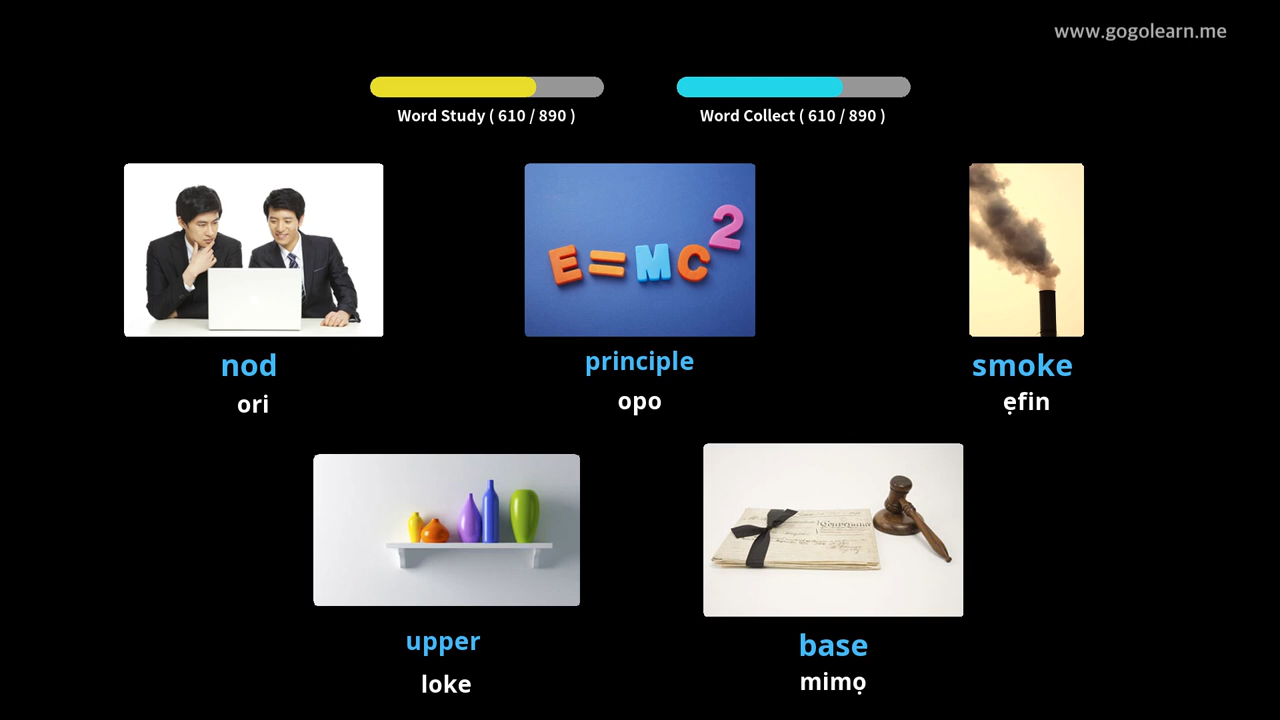 www.gogolearn.me
Word Study ( 610 / 890 )
Word Collect ( 610 / 890 )
E=MC2
nod
ori
principle
opo
smoke
ẹfin
upper
loke
base
mimọ